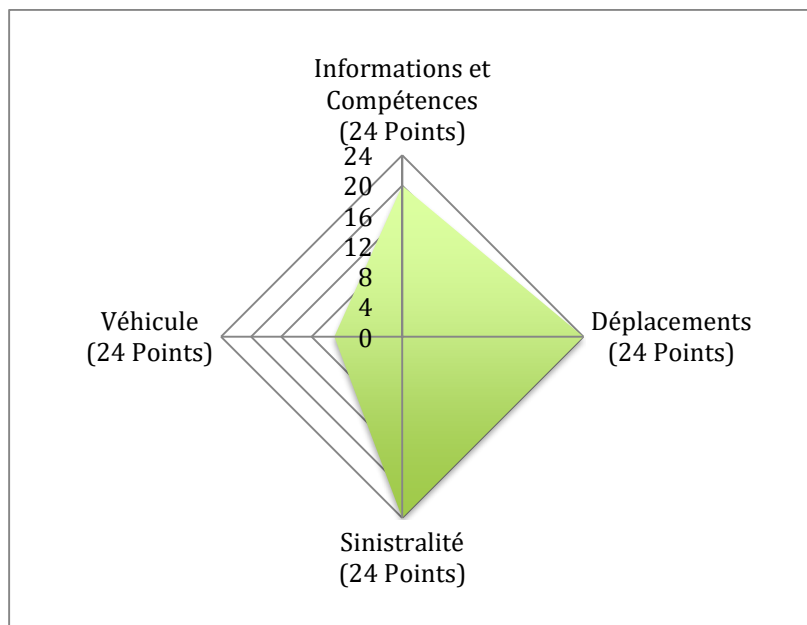 Informations et
Compétences
(24 Points)
24
20
16
12
8
4
0
Véhicule
(24 Points)
Déplacements
(24 Points)
Sinistralité
(24 Points)